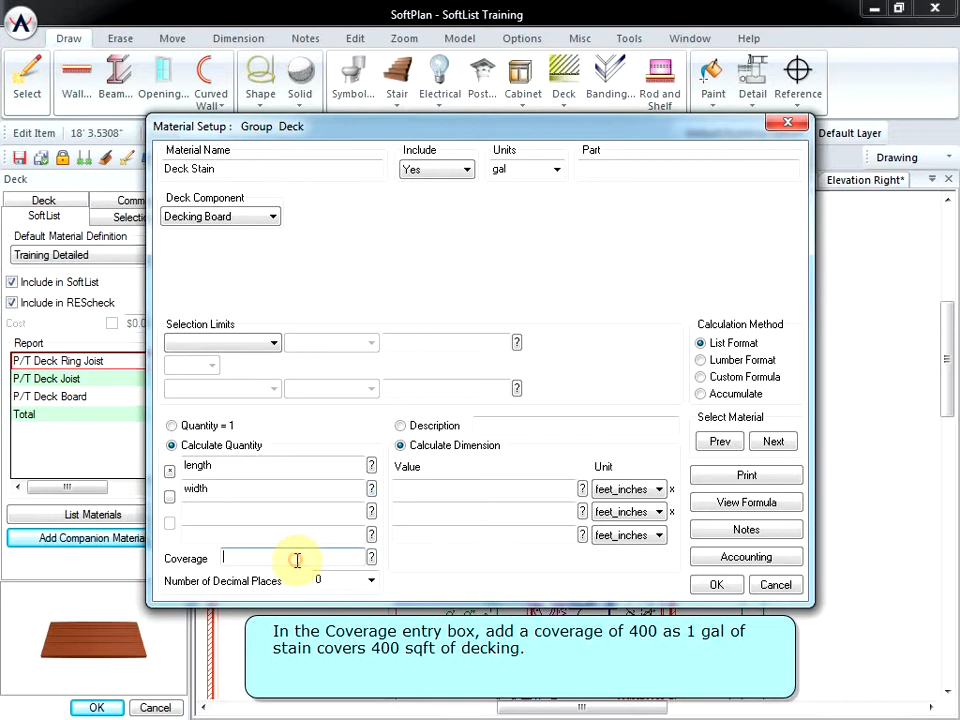 SoftPlan - SoftList Training
Draw Erase Move Dimension Notes Edit Zoom Model Options Misc Tools Window Help
Select Wall... Beam... Opening... Curved Wall Shape Solid Symbol... Stair Electrical Post... Cabinet Deck Banding... Rod and Shelf Paint Detail Reference
Edit Item 18' 3.5308" Default Layer
Drawing
Deck
Elevation Right*
Deck
SoftList
Default Material Definition
Training Detailed
Include in SoftList
Include in REScheck
Cost
Report
P/T Deck Ring Joist
P/T Deck Joist
P/T Deck Board
Total
List Materials
OK Cancel
Material Setup : Group Deck
Material Name Include Units Part
Deck Stain Yes gal
Deck Component
Decking Board
Selection Limits
Calculation Method
List Format
Lumber Format
Custom Formula
Accumulate
Select Material
Prev Next
Print
View Formula
Notes
Accounting
OK Cancel
Quantity = 1 Description
Calculate Quantity Calculate Dimension
length ? Value Unit
width ? ? feet_inches x
? ? feet_inches x
? ? feet_inches
Coverage ?
Number of Decimal Places 0
In the Coverage entry box, add a coverage of 400 as 1 gal of
stain covers 400 sqft of decking.